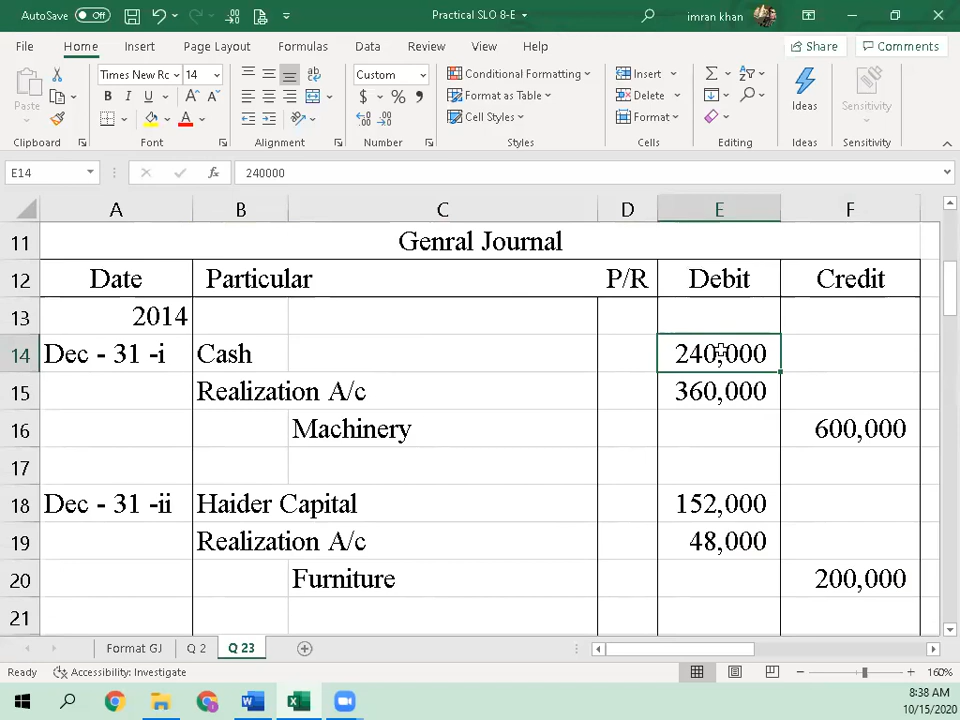 AutoSave Off Practical SLO 8-E imran khan
File Home Insert Page Layout Formulas Data Review View Help Share Comments
Paste Times New Rc 14 Custom Conditional Formatting Insert Ideas Sensitivity
B I U $ % Format as Table Delete
A Cell Styles Format
Clipboard Font Alignment Number Styles Cells Editing Ideas Sensitivity
E14 fx 240000
A B C D E F
11 Genral Journal
12 Date Particular P/R Debit Credit
13 2014
14 Dec - 31 -i Cash 240,000
15 Realization A/c 360,000
16 Machinery 600,000
17
18 Dec - 31 -ii Haider Capital 152,000
19 Realization A/c 48,000
20 Furniture 200,000
21
Format GJ Q 2 Q 23
Ready Accessibility: Investigate 160%
8:38 AM
10/15/2020